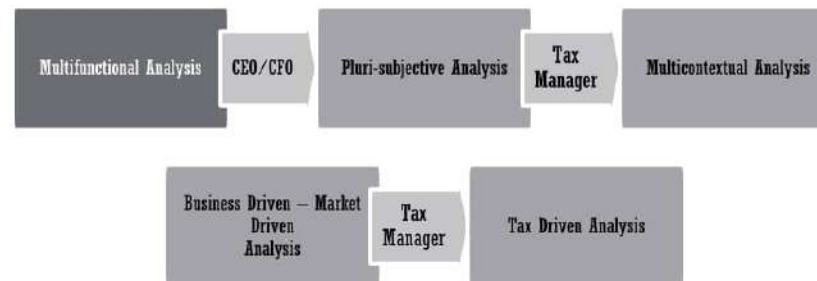 Multifunctional Analysis
CEO/CFO
Pluri-subjective Analysis
Tax
Manager
Multicontextual Analysis
Business Driven – Market
Driven
Analysis
Tax
Manager
Tax Driven Analysis